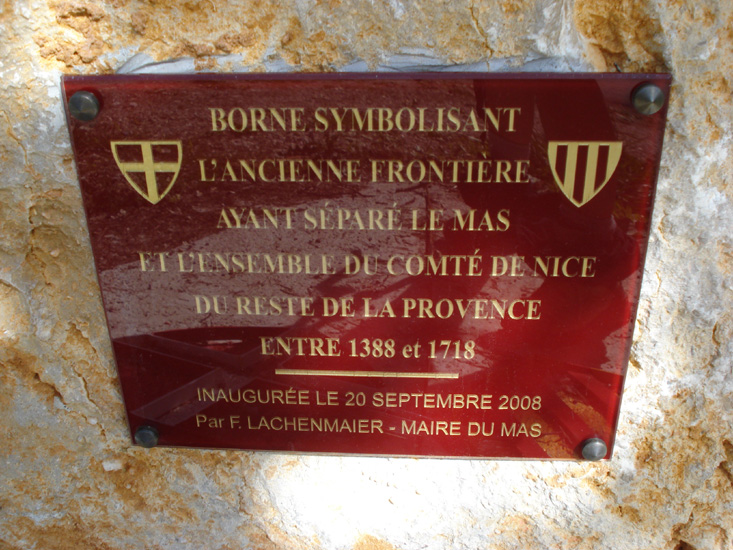 BORNE SYMBOLISANT
L'ANCIENNE FRONTIÈRE
AYANT SÉPARÉ LE MAS
ET L'ENSEMBLE DU COMTÉ DE NICE
DU RESTE DE LA PROVENCE
ENTRE 1388 et 1718
INAUGURÉE LE 20 SEPTEMBRE 2008
Par F. LACHENMAIER - MAIRE DU MAS